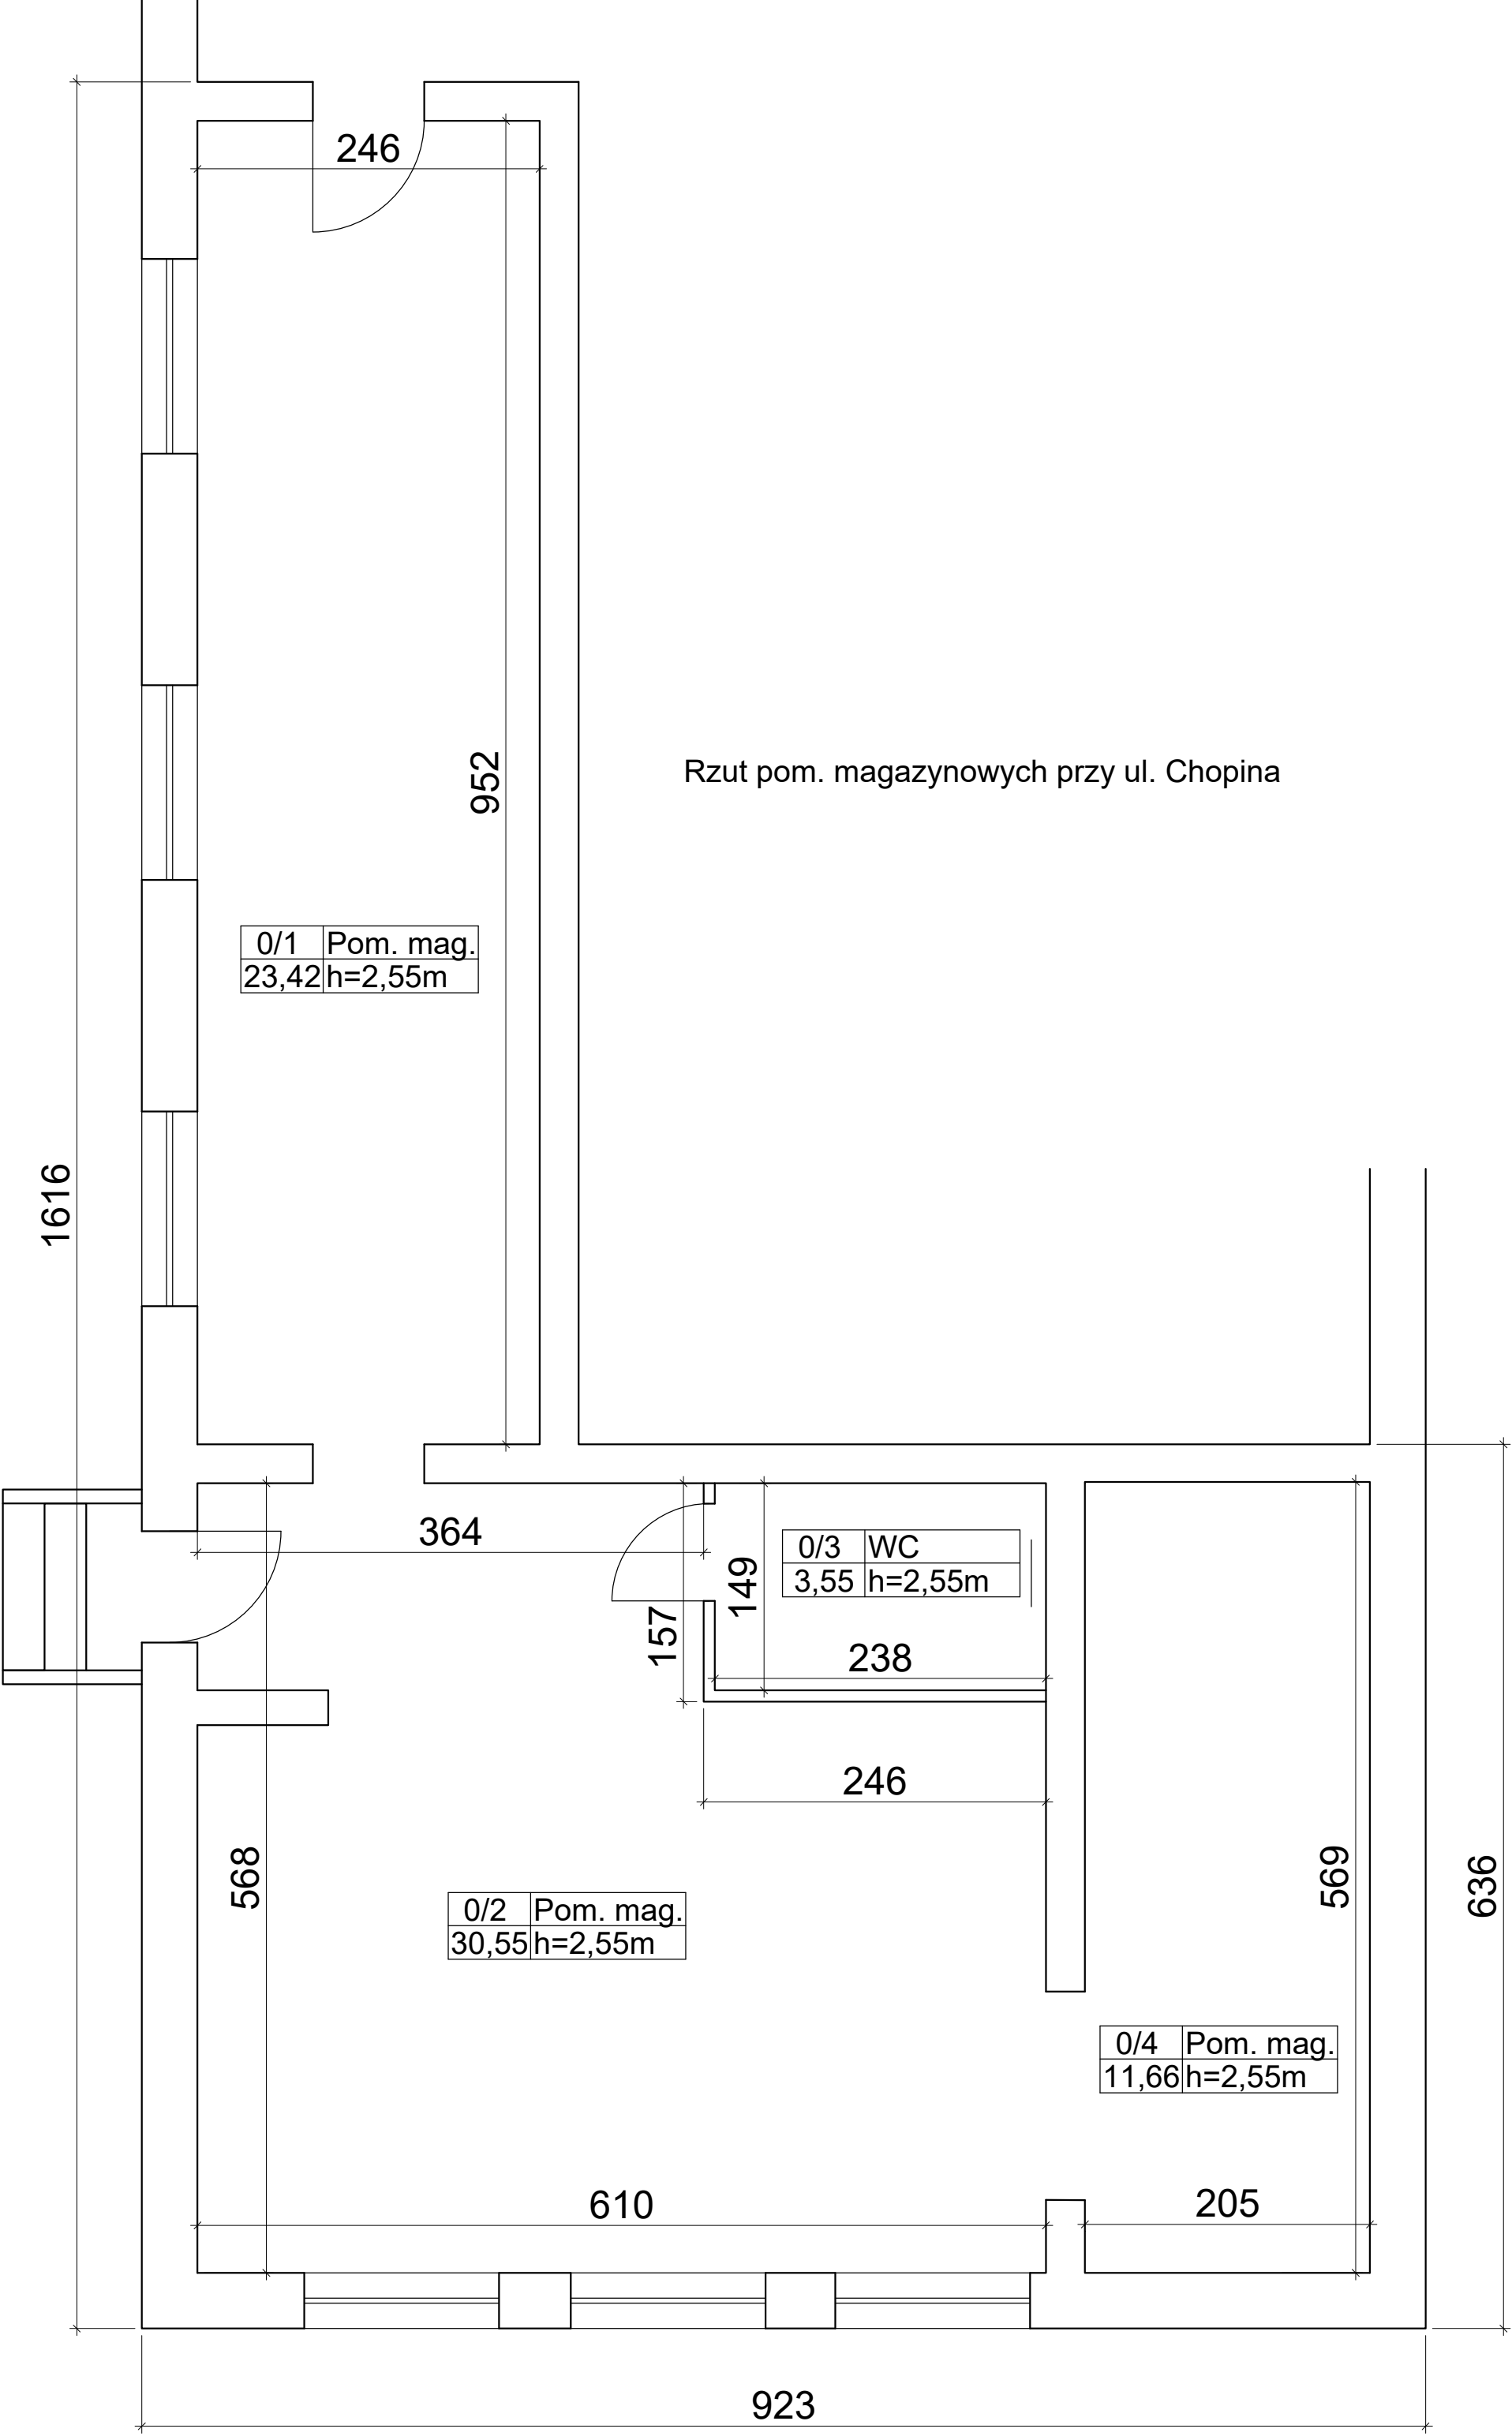 246
952
Rzut pom. magazynowych przy ul. Chopina
0/1 Pom. mag.
23,42 h=2,55m
1616
364
149
157
0/3 WC
3,55 h=2,55m
238
246
568
569
636
0/2 Pom. mag.
30,55 h=2,55m
0/4 Pom. mag.
11,66 h=2,55m
610
205
923